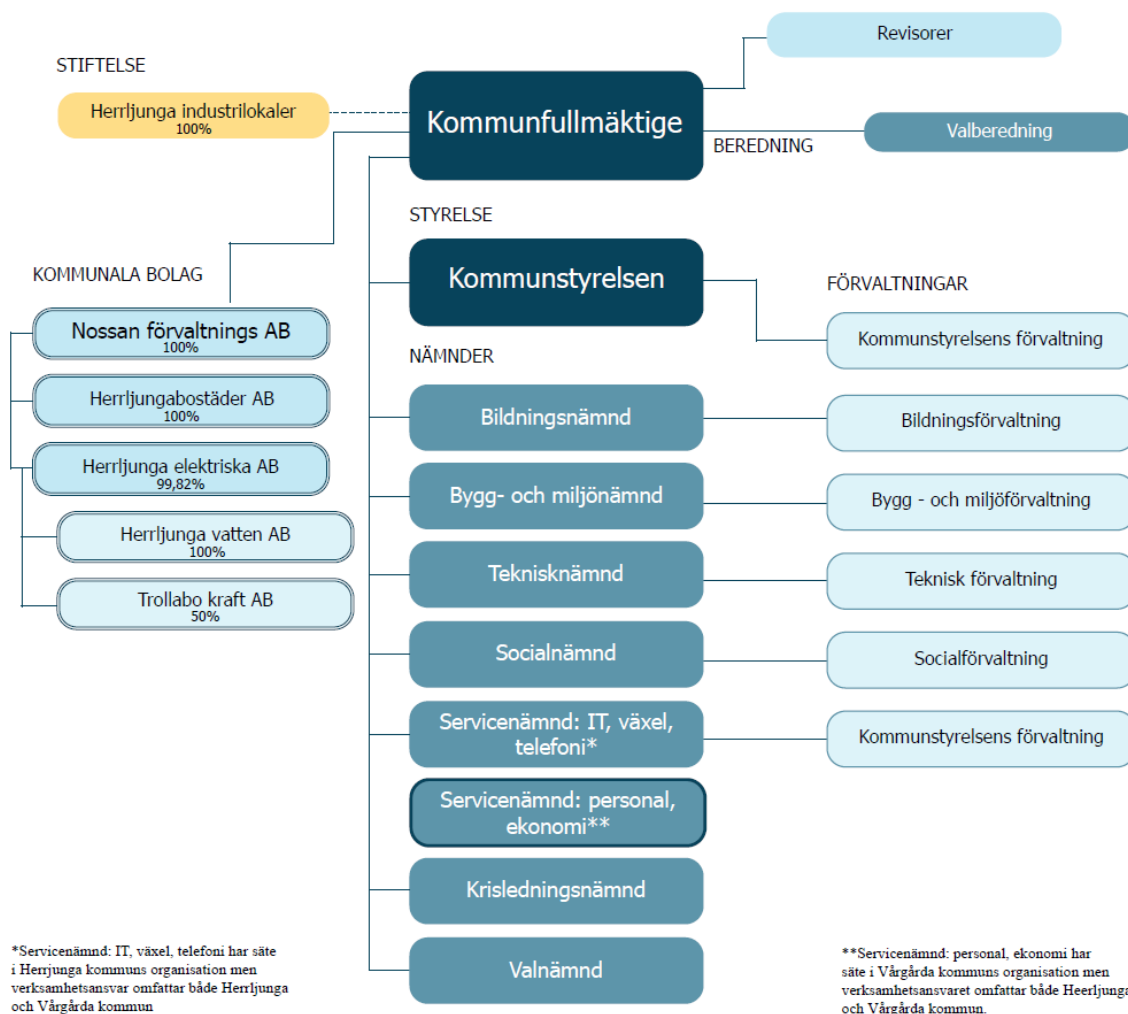 Revisorer
STIFTELSE
Herrljunga industrilokaler
100%
Kommunfullmäktige
BEREDNING
Valberedning
STYRELSE
Kommunstyrelsen
KOMMUNALA BOLAG
Nossan förvaltnings AB
100%
Herrljungabostäder AB
100%
Herrljunga elektriska AB
99,82%
Herrljunga vatten AB
100%
Trollabo kraft AB
50%
FÖRVALTNINGAR
Kommunstyrelsens förvaltning
NÄMNDER
Bildningsnämnd
Bildningsförvaltning
Bygg- och miljönämnd
Bygg - och miljöförvaltning
Teknisknämnd
Teknisk förvaltning
Socialnämnd
Socialförvaltning
Servicenämnd: IT, växel,
telefoni*
Kommunstyrelsens förvaltning
Servicenämnd: personal,
ekonomi**
Krisledningsnämnd
Valnämnd
*Servicenämnd: IT, växel, telefoni har säte
i Herrjunga kommuns organisation men
verksamhetsansvar omfattar både Herrljunga
och Vårgårda kommun
**Servicenämnd: personal, ekonomi har
säte i Vårgårda kommuns organisation men
verksamhetsansvaret omfattar både Heerljunga
och Vårgårda kommun.